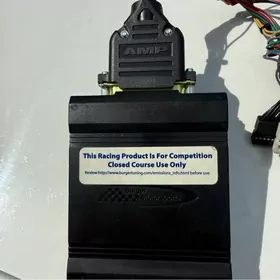 AMP
This Racing Product Is For Competition
Closed Course Use Only
Review http://www.burgertuning.com/emissions_info.html before use.